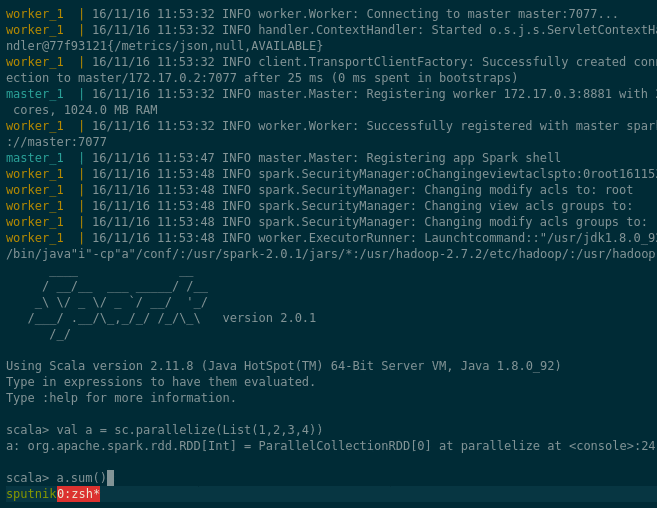 worker_1  | 16/11/16 11:53:32 INFO worker.Worker: Connecting to master master:7077...
worker_1  | 16/11/16 11:53:32 INFO handler.ContextHandler: Started o.s.j.s.ServletContextHa
ndler@77f93121{/metrics/json,null,AVAILABLE}
worker_1  | 16/11/16 11:53:32 INFO client.TransportClientFactory: Successfully created conn
ection to master/172.17.0.2:7077 after 25 ms (0 ms spent in bootstraps)
master_1  | 16/11/16 11:53:32 INFO master.Master: Registering worker 172.17.0.3:8881 with
 cores, 1024.0 MB RAM
worker_1  | 16/11/16 11:53:32 INFO worker.Worker: Successfully registered with master spark
://master:7077
master_1  | 16/11/16 11:53:47 INFO master.Master: Registering app Spark shell
worker_1  | 16/11/16 11:53:48 INFO spark.SecurityManager:oChangingeviewtaclspto:0root16115
worker_1  | 16/11/16 11:53:48 INFO spark.SecurityManager: Changing modify acls to: root
worker_1  | 16/11/16 11:53:48 INFO spark.SecurityManager: Changing view acls groups to:
worker_1  | 16/11/16 11:53:48 INFO spark.SecurityManager: Changing modify acls groups to:
worker_1  | 16/11/16 11:53:48 INFO worker.ExecutorRunner: Launchtcommand::"/usr/jdk1.8.0_92
/bin/java"i"-cp"a"/conf/:/usr/spark-2.0.1/jars/*:/usr/hadoop-2.7.2/etc/hadoop/:/usr/hadoop
version 2.0.1
Using Scala version 2.11.8 (Java HotSpot(TM) 64-Bit Server VM, Java 1.8.0_92)
Type in expressions to have them evaluated.
Type :help for more information.
scala> val a = sc.parallelize(List(1,2,3,4))
a: org.apache.spark.rdd.RDD[Int] = ParallelCollectionRDD[0] at parallelize at <console>:24
scala> a.sum()
sputnik 0:zsh*